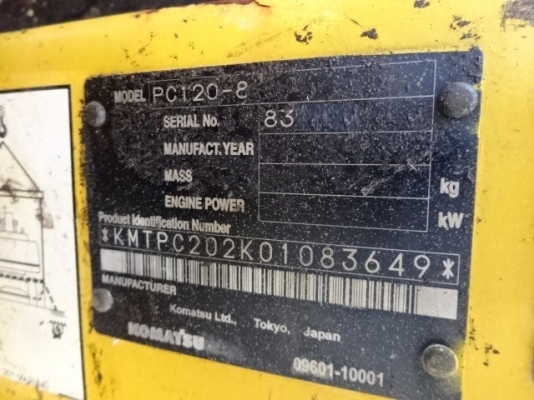 MODEL PC120-8
SERIAL No. 83
MANUFACT.YEAR
MASS kg
ENGINE POWER kW
Product Identification Number
*KMTPC202K01083649*
MANUFACTURER
Komatsu Ltd., Tokyo, Japan
KOMATSU 09601-10001